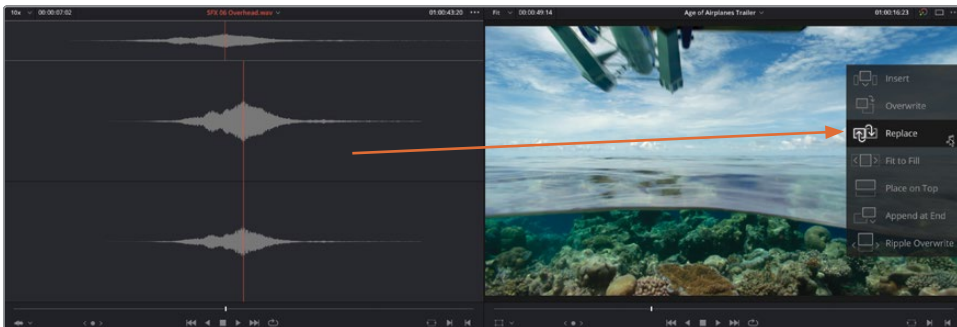 10x 00:00:07:02 SFX 06 Overhead.wav 01:00:43:20 ••• Fit 00:00:49:14 Age of Airplanes Trailer 01:00:16:23
Insert
Overwrite
Replace
Fit to Fill
Place on Top
Append at End
Ripple Overwrite